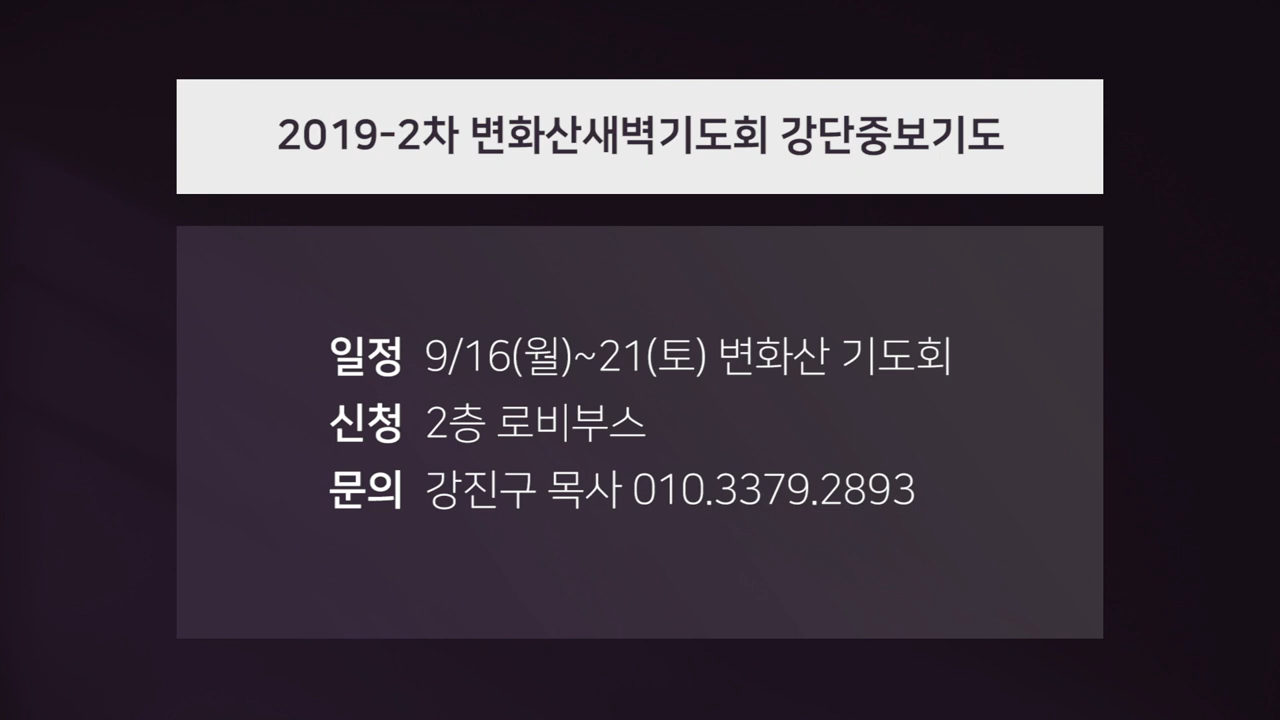 2019-2차 변화산새벽기도회 강단중보기도
일정 9/16(월)~21(토) 변화산 기도회
신청 2층 로비부스
문의 강진구 목사 010.3379.2893